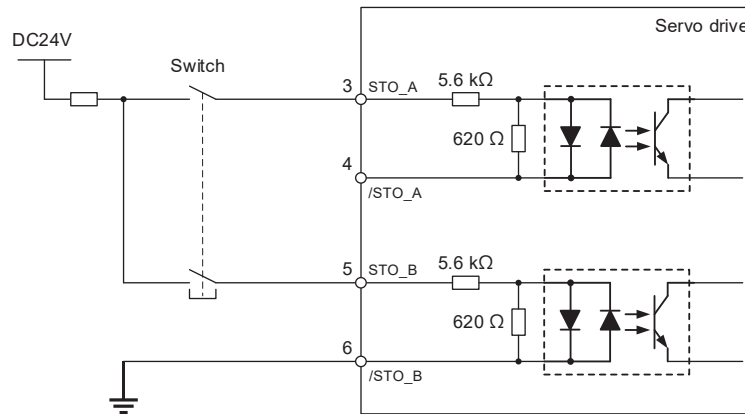 Servo drive
DC24V
Switch
3
STO_A
5.6 kΩ
620 Ω
4
/STO_A
5
STO_B
5.6 kΩ
620 Ω
6
/STO_B